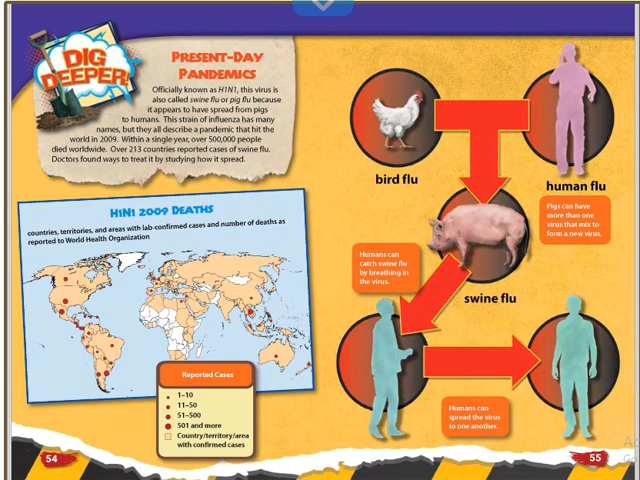 DIG
DEEPER!
PRESENT-DAY
PANDEMICS
Officially known as H1N1, this virus is
also called swine flu or pig flu because
it appears to have spread from pigs
to humans. This strain of influenza has many
names, but they all describe a pandemic that hit the
world in 2009. Within a single year, over 500,000 people
died worldwide. Over 213 countries reported cases of swine flu.
Doctors found ways to treat it by studying how it spread.
H1N1 2009 DEATHS
countries, territories, and areas with lab-confirmed cases and number of deaths as
reported to World Health Organization
Reported Cases
1–10
11–50
51–500
501 and more
Country/territory/area
with confirmed cases
54
bird flu
human flu
Pigs can have
more than one
virus that mix to
form a new virus.
Humans can
catch swine flu
by breathing in
the virus.
swine flu
Humans can
spread the virus
to one another.
55